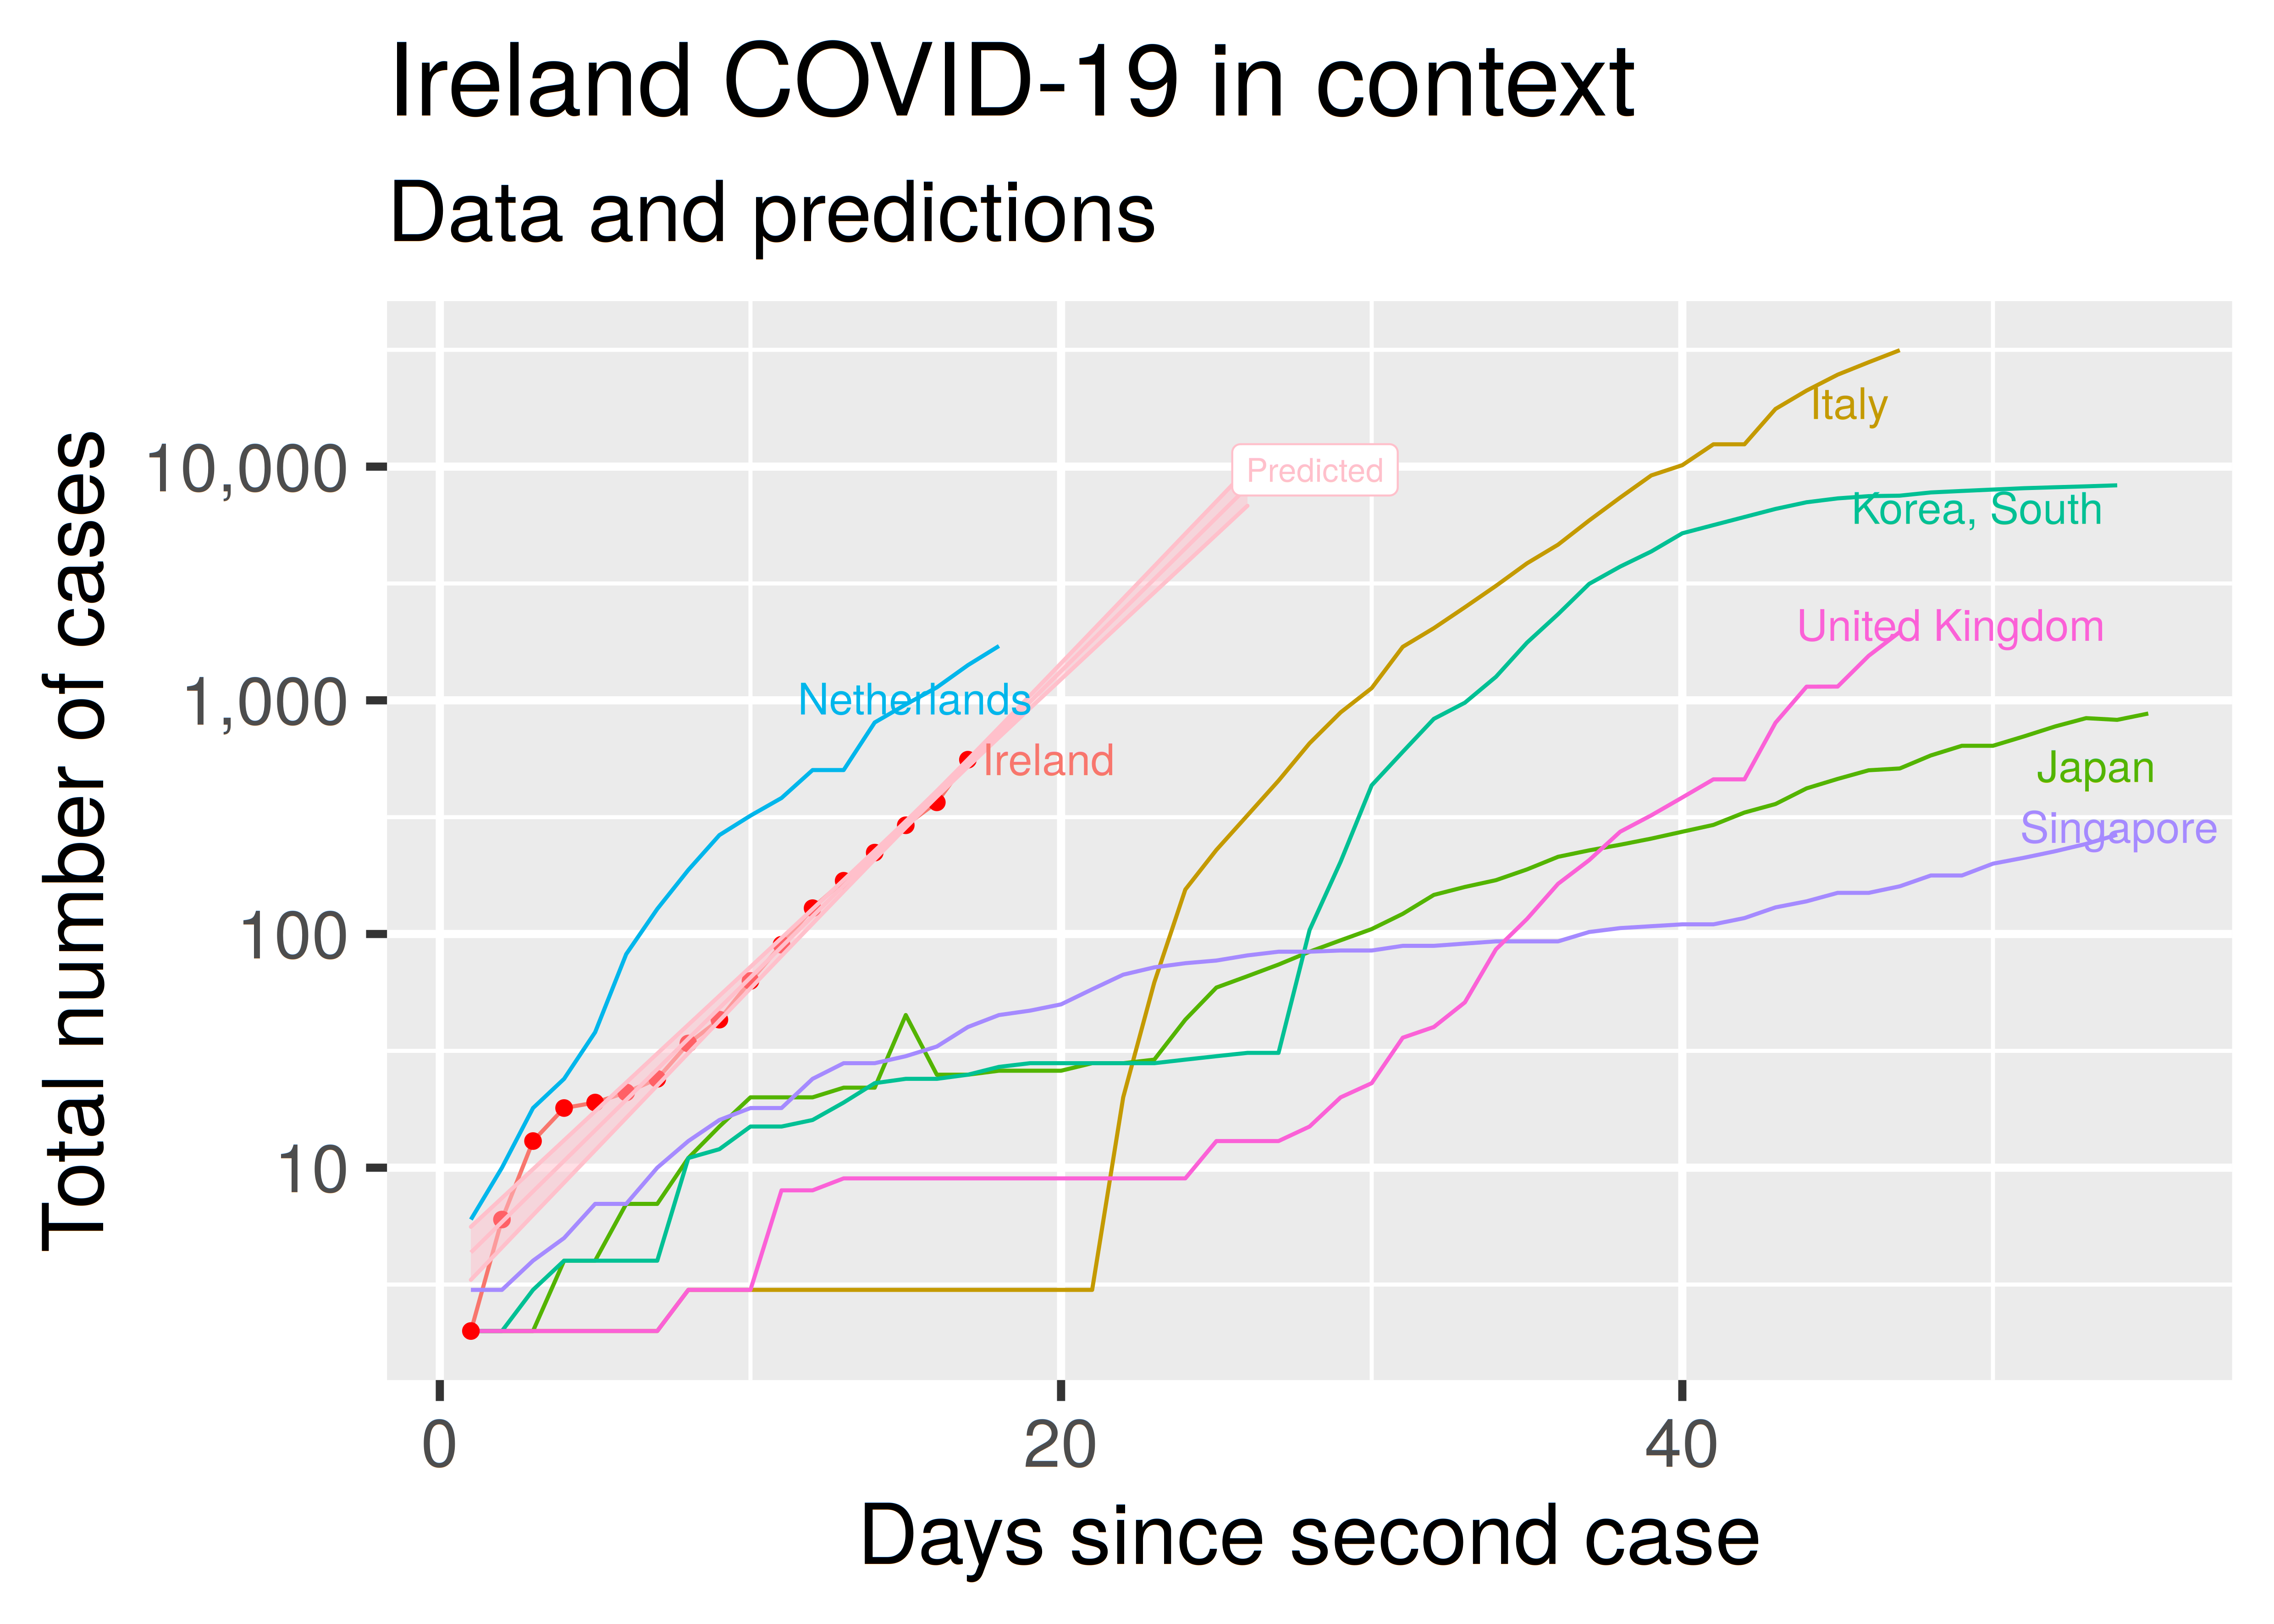 Ireland COVID-19 in context
Data and predictions
Total number of cases
10,000
1,000
100
10
Italy
Predicted
Korea, South
United Kingdom
Netherlands
Ireland
Japan
Singapore
0
20
40
Days since second case